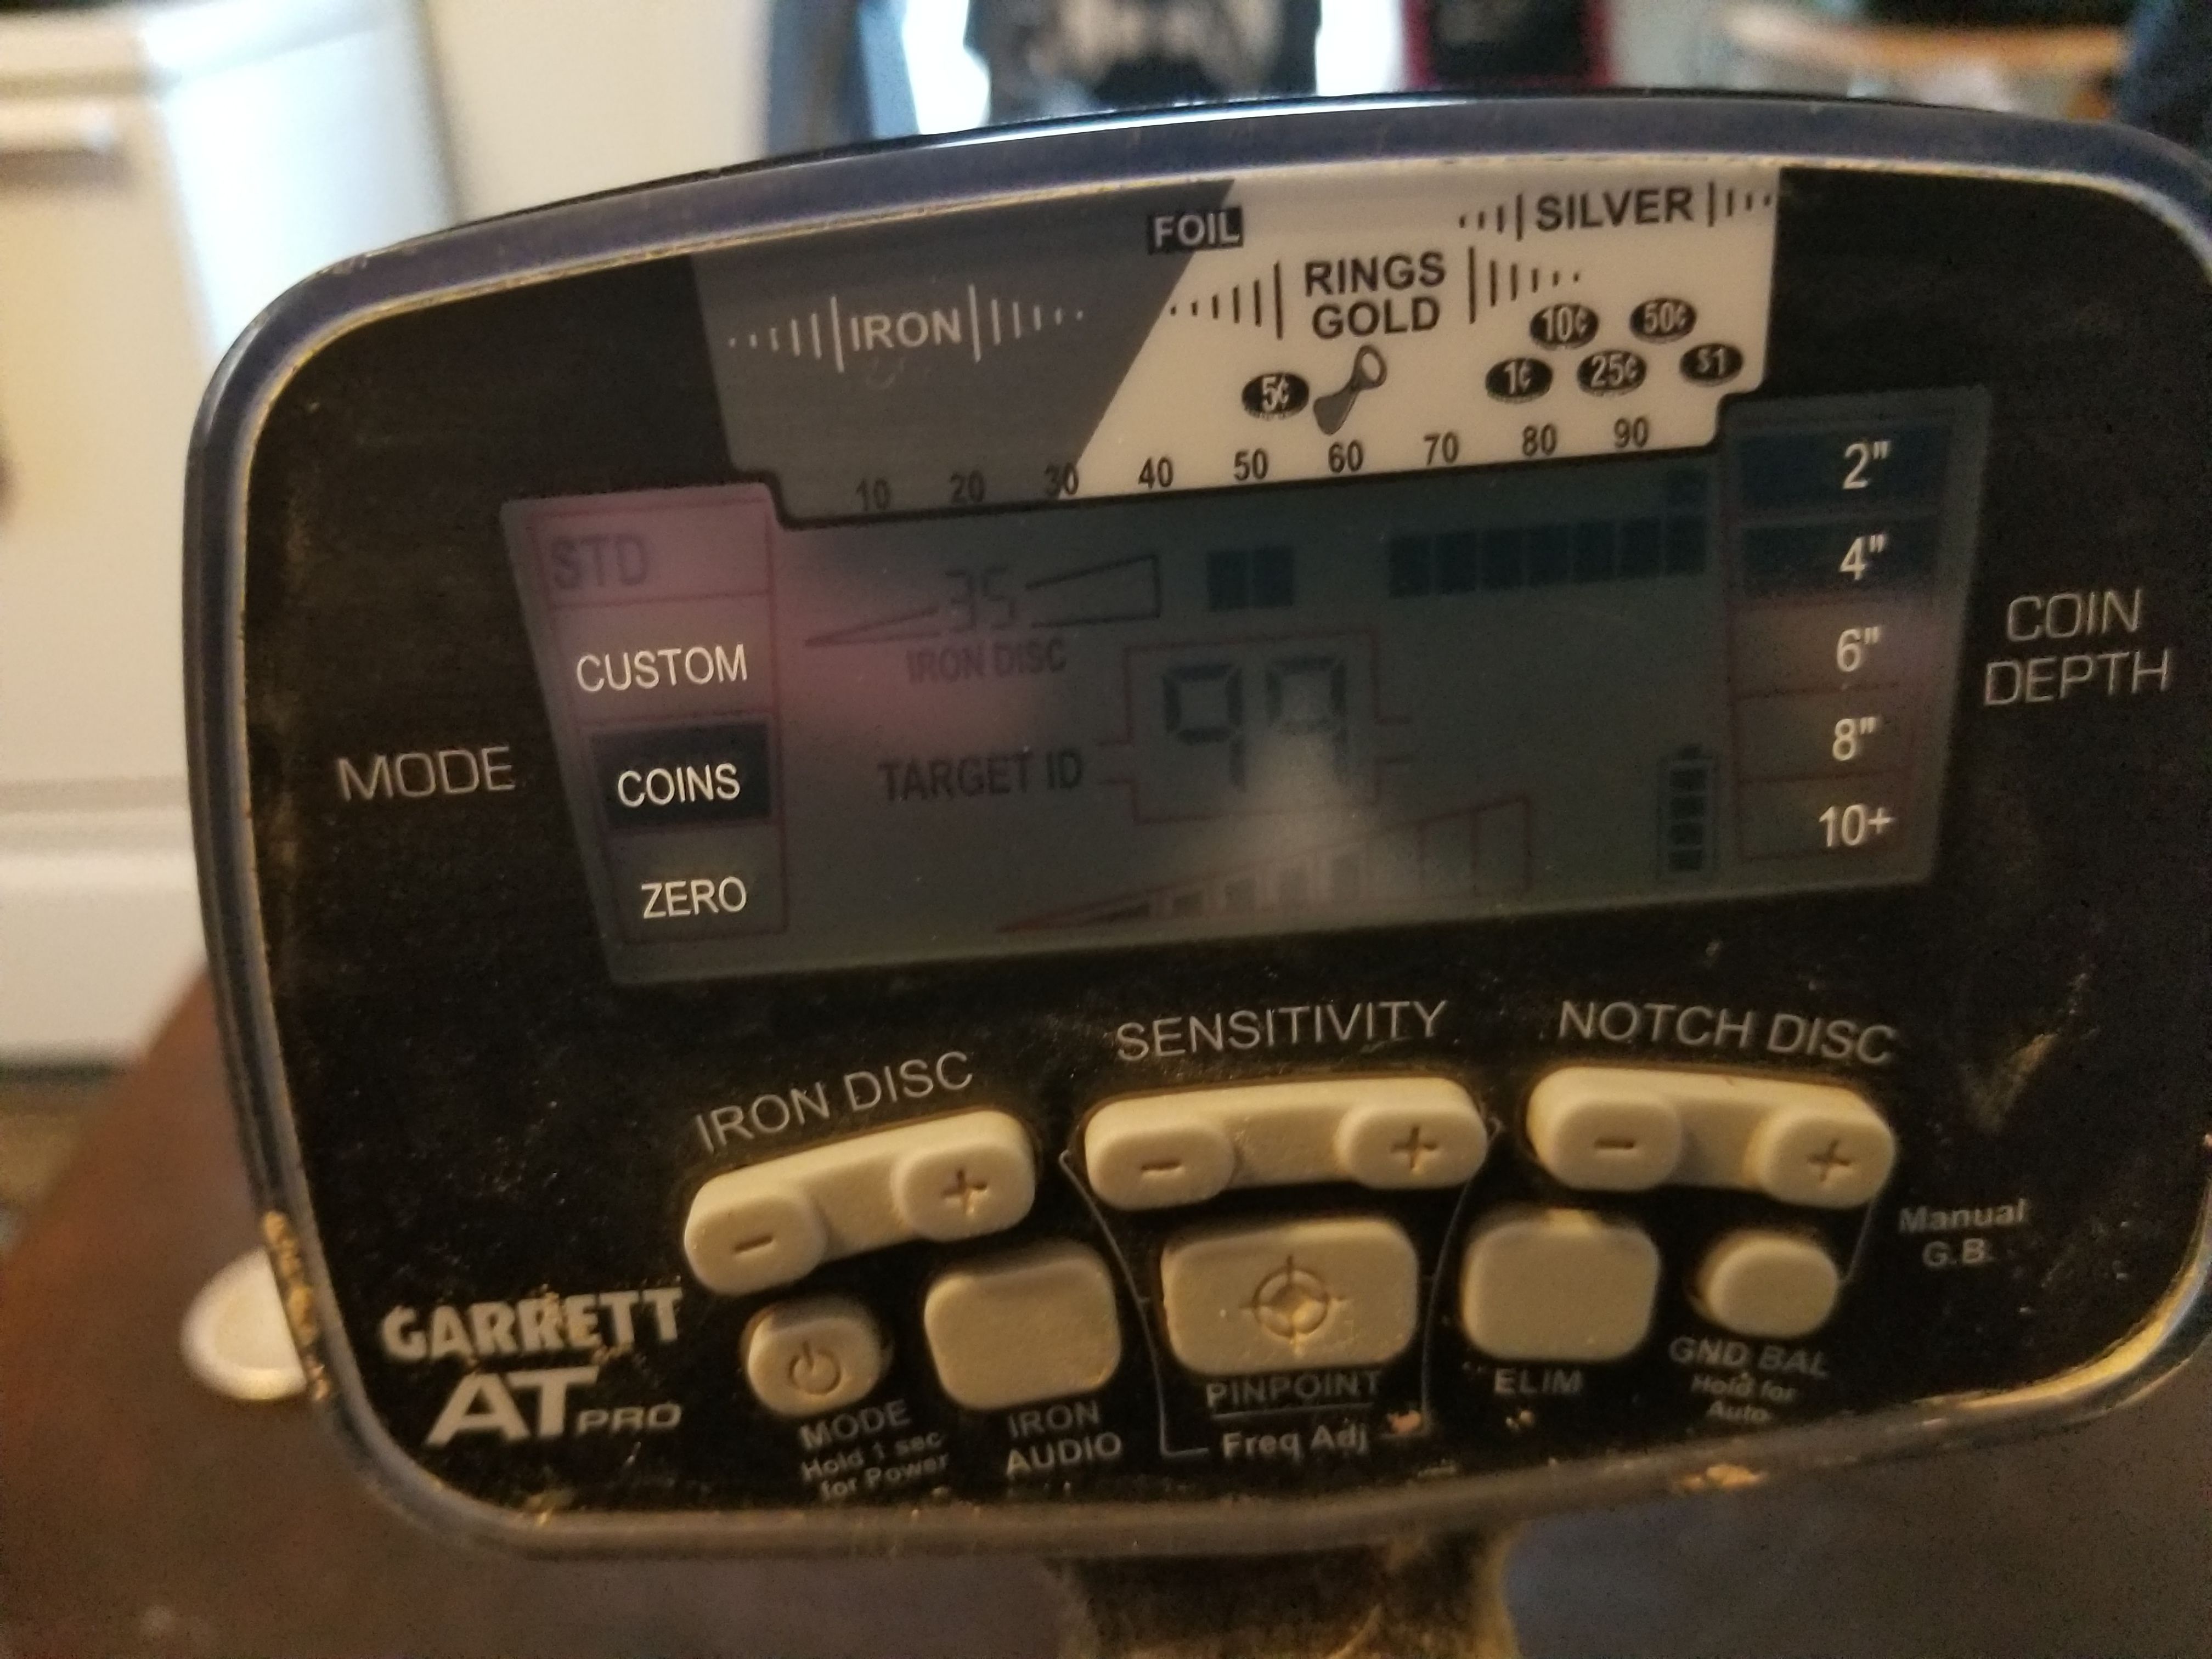 FOIL
SILVER
IRON
RINGS
GOLD
10¢
50¢
5¢
1¢
25¢
$1
10 20 30 40 50 60 70 80 90
STD
CUSTOM
COINS
ZERO
MODE
35
IRON DISC
TARGET ID
99
2"
4"
6"
8"
10+
COIN
DEPTH
IRON DISC
SENSITIVITY
NOTCH DISC
- +
- +
- +
Manual
G.B.
GARRETT
AT PRO
MODE
Hold 1 sec
for Power
IRON
AUDIO
PINPOINT
Freq Adj
ELIM
GND BAL
Hold for
Auto